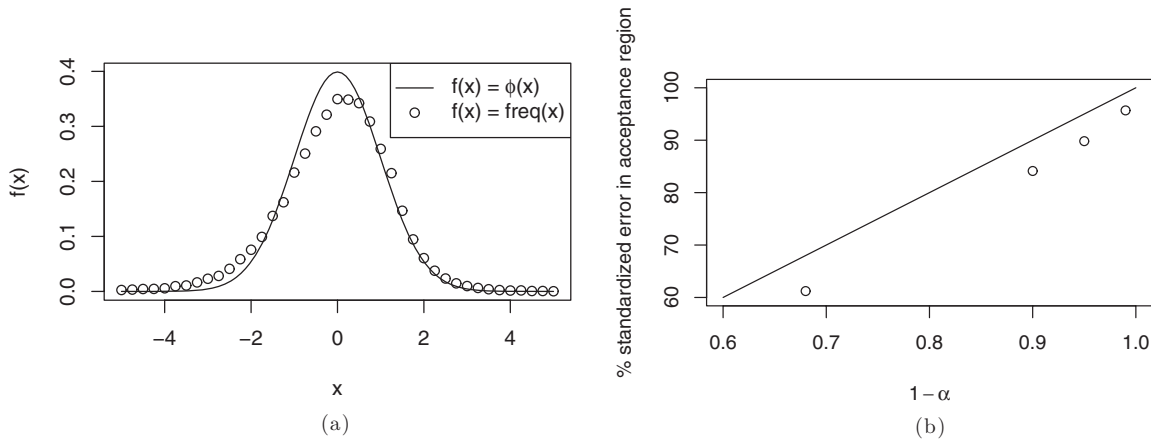 f(x) = ϕ(x)
f(x) = freq(x)
0.4
0.3
0.2
0.1
0.0
f(x)
−4
−2
0
2
4
x
(a)
% standardized error in acceptance region
100
90
80
70
60
0.6
0.7
0.8
0.9
1.0
1 − α
(b)